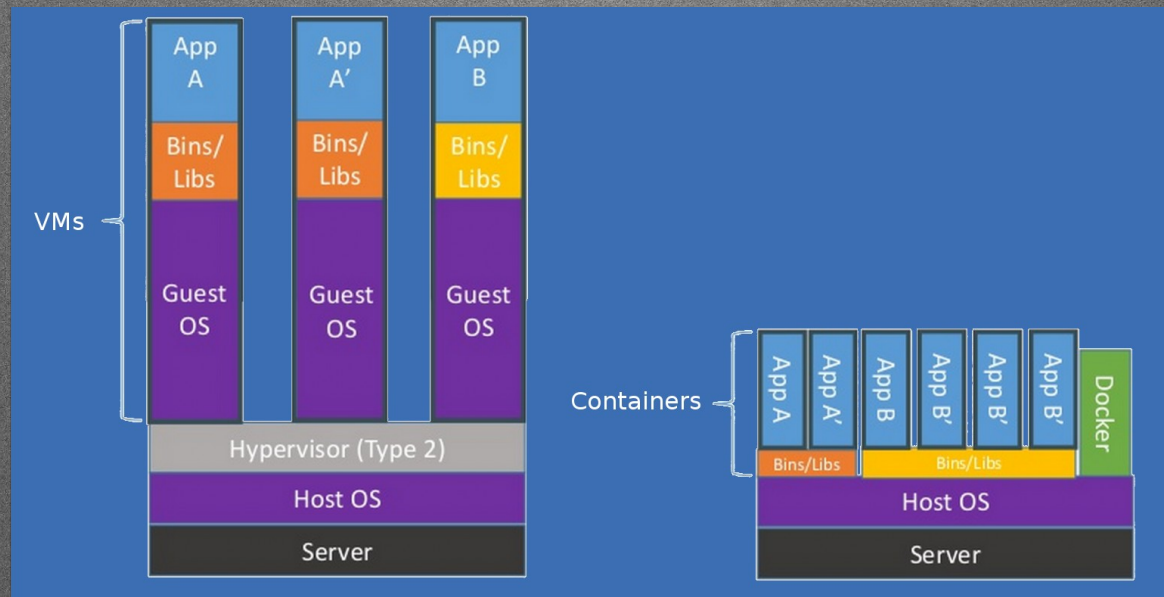 VMs
App
A
Bins/
Libs
Guest
OS
App
A’
Bins/
Libs
Guest
OS
App
B
Bins/
Libs
Guest
OS
Hypervisor (Type 2)
Host OS
Server
Containers
App A
App A’
App B
App B’
App B’
App B’
Docker
Bins/Libs
Bins/Libs
Host OS
Server